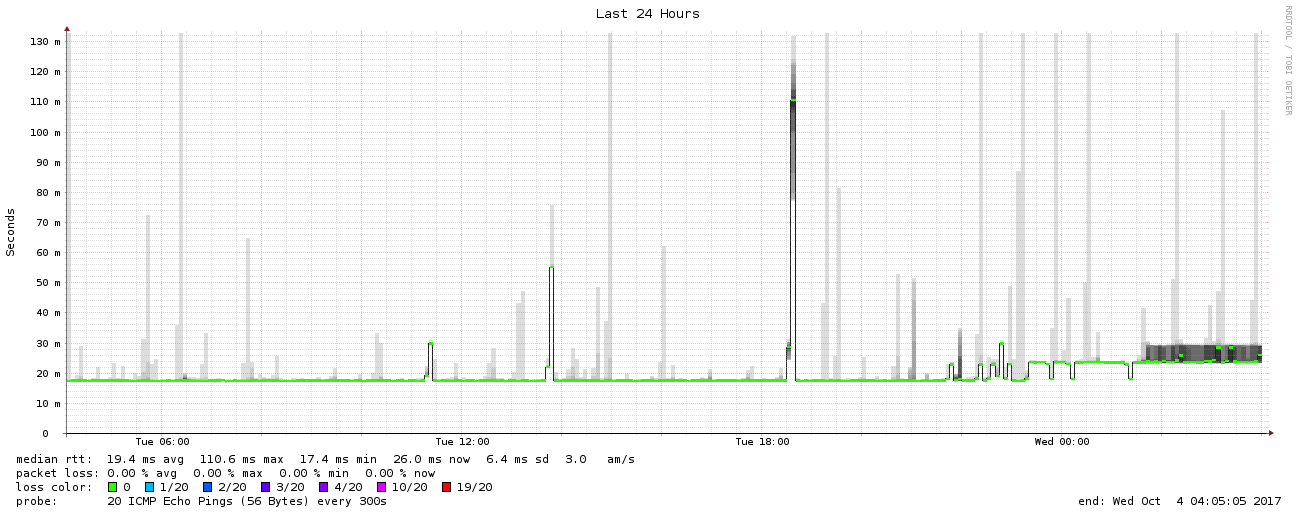 Last 24 Hours
RRDTOOL / TOBI OETIKER
Seconds
130 m
120 m
110 m
100 m
90 m
80 m
70 m
60 m
50 m
40 m
30 m
20 m
10 m
0
Tue 06:00 Tue 12:00 Tue 18:00 Wed 00:00
median rtt: 19.4 ms avg 110.6 ms max 17.4 ms min 26.0 ms now 6.4 ms sd 3.0 am/s
packet loss: 0.00 % avg 0.00 % max 0.00 % min 0.00 % now
loss color: 0 1/20 2/20 3/20 4/20 10/20 19/20
probe: 20 ICMP Echo Pings (56 Bytes) every 300s end: Wed Oct 4 04:05:05 2017